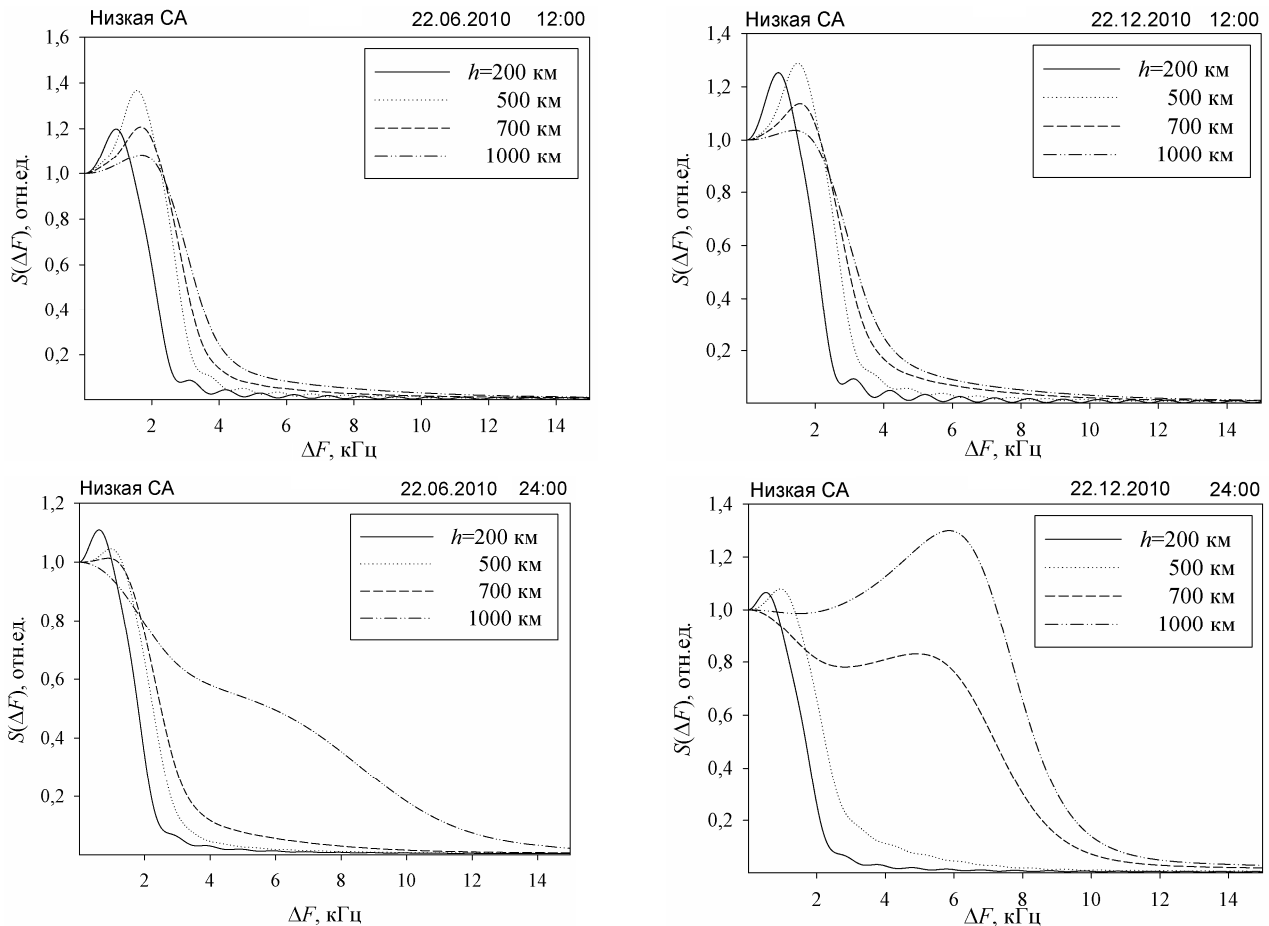 Низкая СА 22.06.2010 12:00
1,6
1,4
1,2
1,0
0,8
0,6
0,4
0,2
S(ΔF), отн.ед.
h=200 км
500 км
700 км
1000 км
2 4 6 8 10 12 14
ΔF, кГц
Низкая СА 22.12.2010 12:00
1,4
1,2
1,0
0,8
0,6
0,4
0,2
S(ΔF), отн.ед.
h=200 км
500 км
700 км
1000 км
2 4 6 8 10 12 14
ΔF, кГц
Низкая СА 22.06.2010 24:00
1,2
1,0
0,8
0,6
0,4
0,2
S(ΔF), отн.ед.
h=200 км
500 км
700 км
1000 км
2 4 6 8 10 12 14
ΔF, кГц
Низкая СА 22.12.2010 24:00
1,4
1,2
1,0
0,8
0,6
0,4
0,2
S(ΔF), отн.ед.
h=200 км
500 км
700 км
1000 км
2 4 6 8 10 12 14
ΔF, кГц